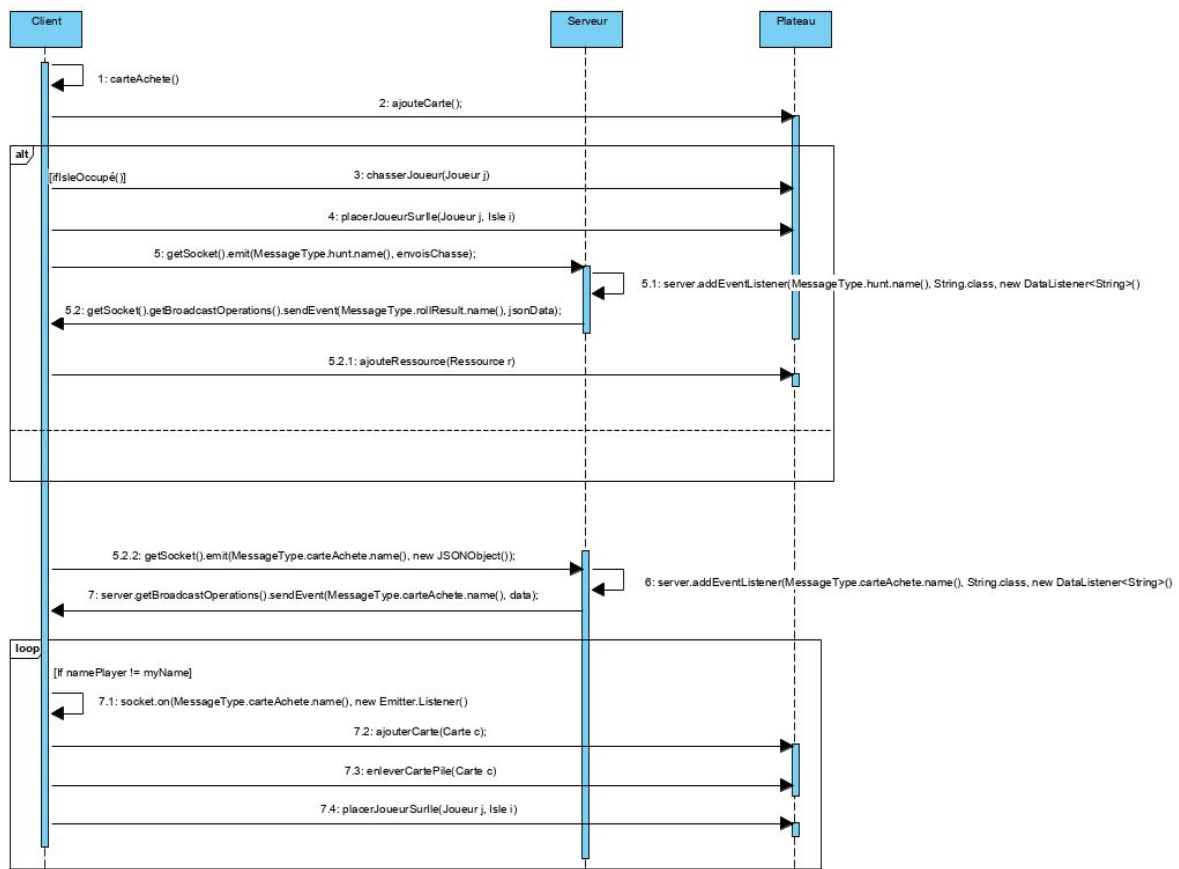 Client
Serveur
Plateau
1: carteAchete()
2: ajouteCarte();
alt
[ifIsleOccupé()]
3: chasserJoueur(Joueur j)
4: placerJoueurSurIle(Joueur j, Isle i)
5: getSocket().emit(MessageType.hunt.name(), envoisChasse);
5.1: server.addEventListener(MessageType.hunt.name(), String.class, new DataListener<String>()
5.2: getSocket().getBroadcastOperations().sendEvent(MessageType.rollResult.name(), jsonData);
5.2.1: ajouteRessource(Ressource r)
5.2.2: getSocket().emit(MessageType.carteAchete.name(), new JSONObject());
6: server.addEventListener(MessageType.carteAchete.name(), String.class, new DataListener<String>()
7: server.getBroadcastOperations().sendEvent(MessageType.carteAchete.name(), data);
loop
[If namePlayer != myName]
7.1: socket.on(MessageType.carteAchete.name(), new Emitter.Listener()
7.2: ajouterCarte(Carte c);
7.3: enleverCartePile(Carte c)
7.4: placerJoueurSurIle(Joueur j, Isle i)